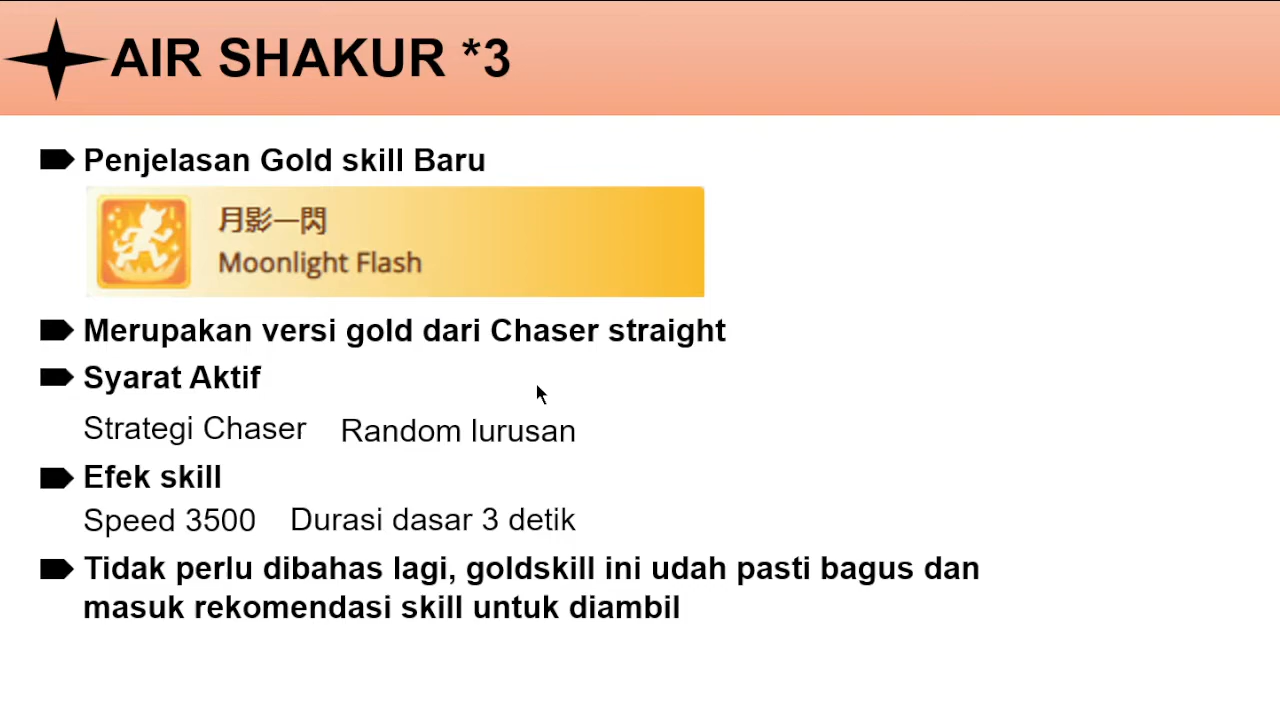 AIR SHAKUR *3
Penjelasan Gold skill Baru
月影一閃
Moonlight Flash
Merupakan versi gold dari Chaser straight
Syarat Aktif
Strategi Chaser Random lurusan
Efek skill
Speed 3500 Durasi dasar 3 detik
Tidak perlu dibahas lagi, goldskill ini udah pasti bagus dan
masuk rekomendasi skill untuk diambil